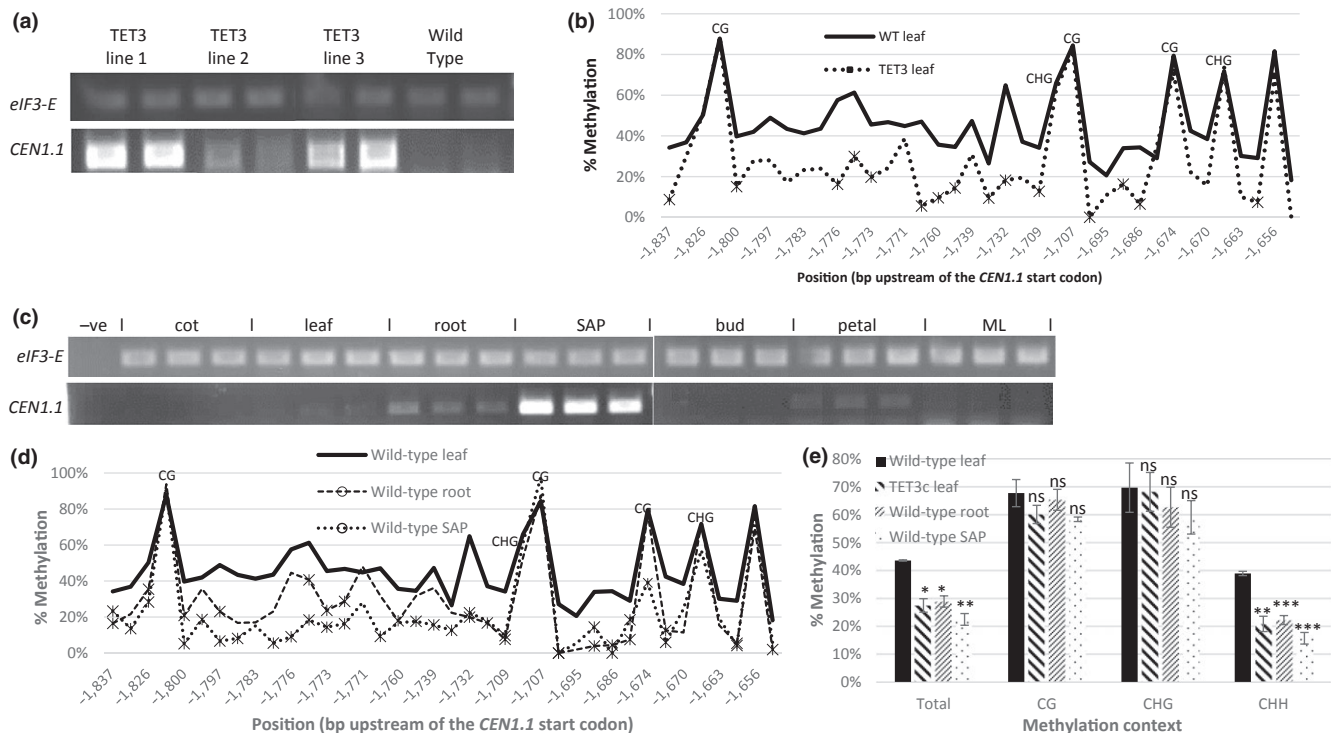 (a)
TET3 line 1
TET3 line 2
TET3 line 3
Wild Type
eIF3-E
CEN1.1
(b)
100%
80%
60%
40%
20%
0%
% Methylation
WT leaf
TET3 leaf
CG
CHG
CG
CG
CHG
−1,837
−1,826
−1,800
−1,797
−1,783
−1,776
−1,773
−1,771
−1,760
−1,739
−1,732
−1,709
−1,707
−1,695
−1,686
−1,674
−1,670
−1,663
−1,656
Position (bp upstream of the CEN1.1 start codon)
(c)
–ve | cot | leaf | root | SAP | bud | petal | ML |
eIF3-E
CEN1.1
(d)
100%
80%
60%
40%
20%
0%
% Methylation
Wild-type leaf
Wild-type root
Wild-type SAP
CG
CHG
CG
CG
CHG
−1,837
−1,826
−1,800
−1,797
−1,783
−1,776
−1,773
−1,771
−1,760
−1,739
−1,732
−1,709
−1,707
−1,695
−1,686
−1,674
−1,670
−1,663
−1,656
Position (bp upstream of the CEN1.1 start codon)
(e)
80%
70%
60%
50%
40%
30%
20%
10%
0%
% Methylation
Wild-type leaf
TET3c leaf
Wild-type root
Wild-type SAP
* * **
ns ns ns
ns ns ns
** *** ***
Total CG CHG CHH
Methylation context